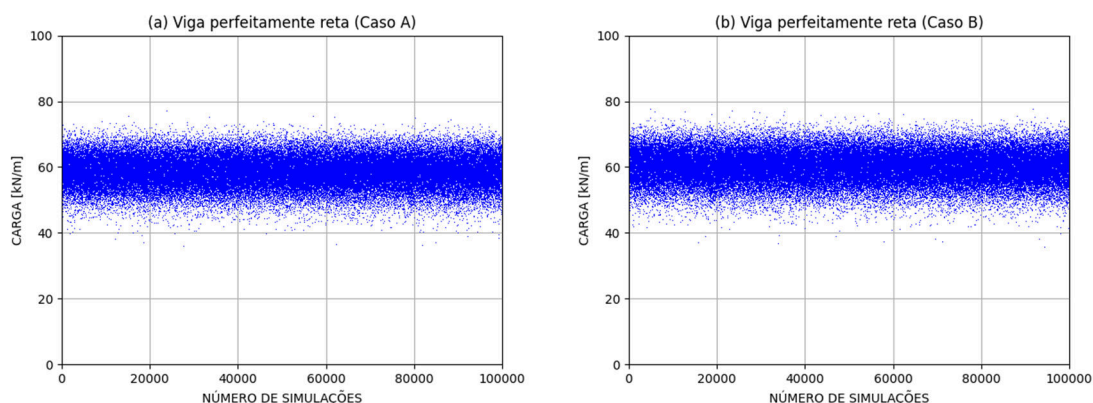 (a) Viga perfeitamente reta (Caso A)
100
80
60
40
20
0
CARGA [kN/m]
0 20000 40000 60000 80000 100000
NÚMERO DE SIMULAÇÕES
(b) Viga perfeitamente reta (Caso B)
100
80
60
40
20
0
CARGA [kN/m]
0 20000 40000 60000 80000 100000
NÚMERO DE SIMULAÇÕES